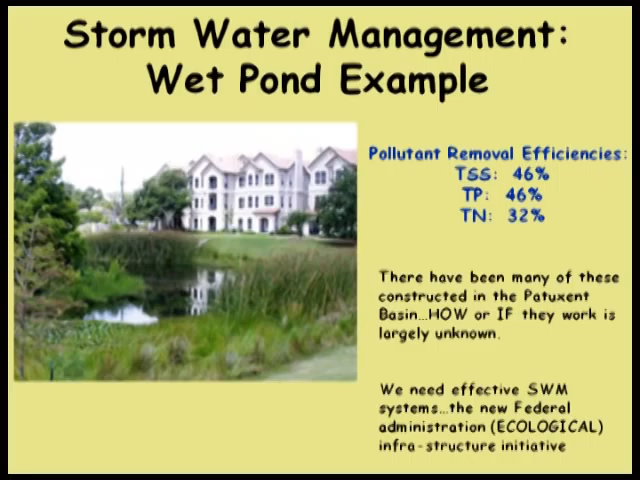 Storm Water Management:
Wet Pond Example
Pollutant Removal Efficiencies:
TSS: 46%
TP: 46%
TN: 32%
There have been many of these
constructed in the Patuxent
Basin...HOW or IF they work is
largely unknown.
We need effective SWM
systems...the new Federal
administration (ECOLOGICAL)
infra-structure initiative